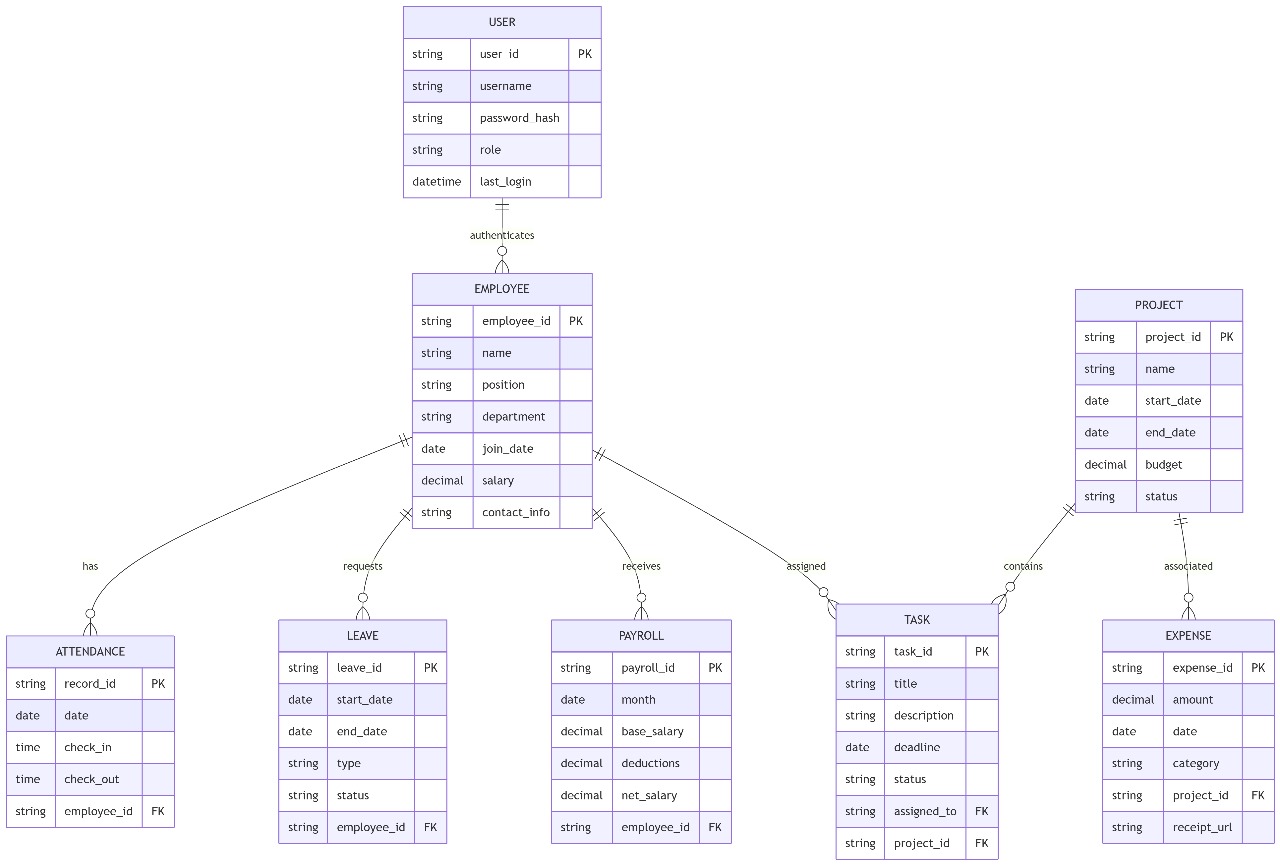 USER
string user_id PK
string username
string password_hash
string role
datetime last_login
authenticates
EMPLOYEE
string employee_id PK
string name
string position
string department
date join_date
decimal salary
string contact_info
PROJECT
string project_id PK
string name
date start_date
date end_date
decimal budget
string status
has
requests
receives
assigned
contains
associated
ATTENDANCE
string record_id PK
date date
time check_in
time check_out
string employee_id FK
LEAVE
string leave_id PK
date start_date
date end_date
string type
string status
string employee_id FK
PAYROLL
string payroll_id PK
date month
decimal base_salary
decimal deductions
decimal net_salary
string employee_id FK
TASK
string task_id PK
string title
string description
date deadline
string status
string assigned_to FK
string project_id FK
EXPENSE
string expense_id PK
decimal amount
date date
string category
string project_id FK
string receipt_url